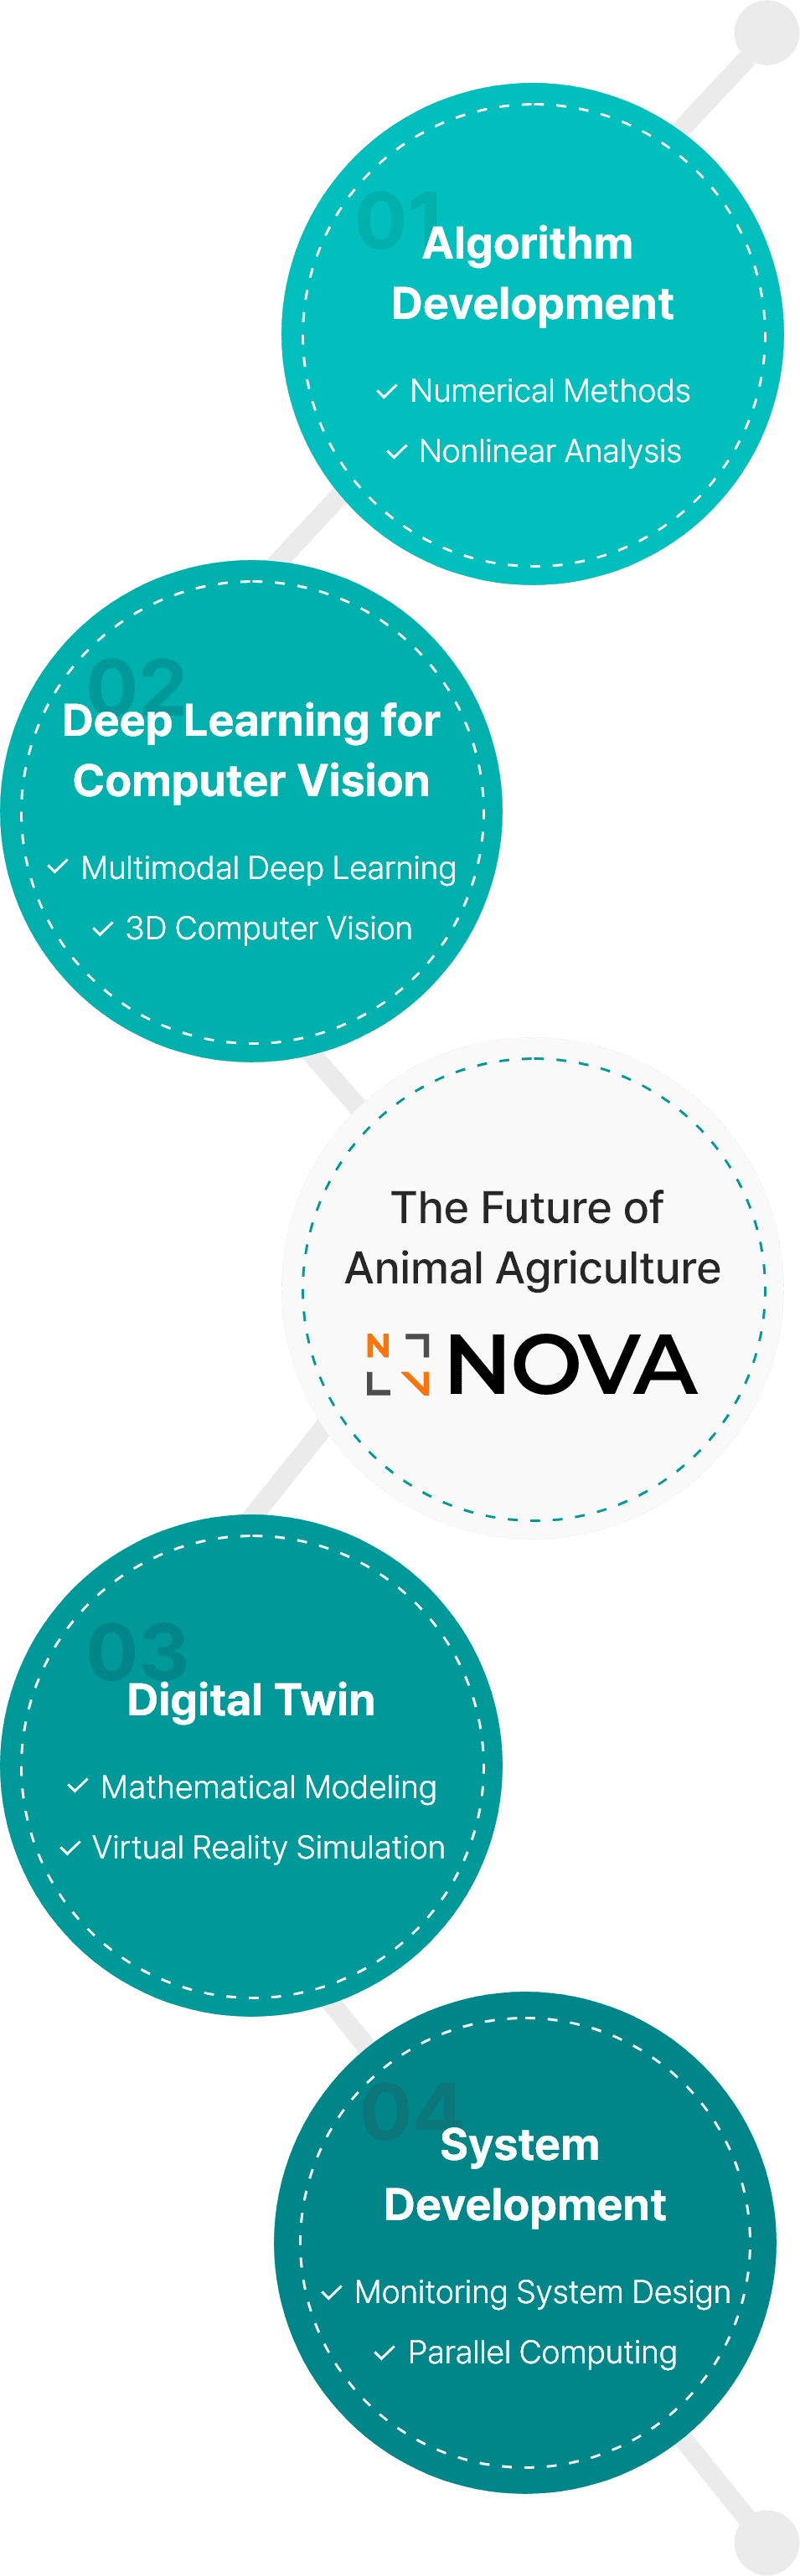 01
Algorithm
Development
Numerical Methods
Nonlinear Analysis
02
Deep Learning for
Computer Vision
Multimodal Deep Learning
3D Computer Vision
The Future of
Animal Agriculture
N NOVA
03
Digital Twin
Mathematical Modeling
Virtual Reality Simulation
04
System
Development
Monitoring System Design
Parallel Computing